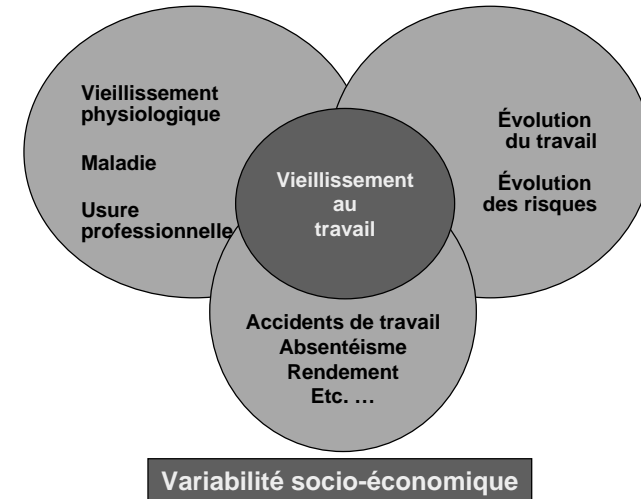 Vieillissement
physiologique
Maladie
Usure
professionnelle
Vieillissement
au
travail
Évolution
du travail
Évolution
des risques
Accidents de travail
Absentéisme
Rendement
Etc. …
Variabilité socio-économique